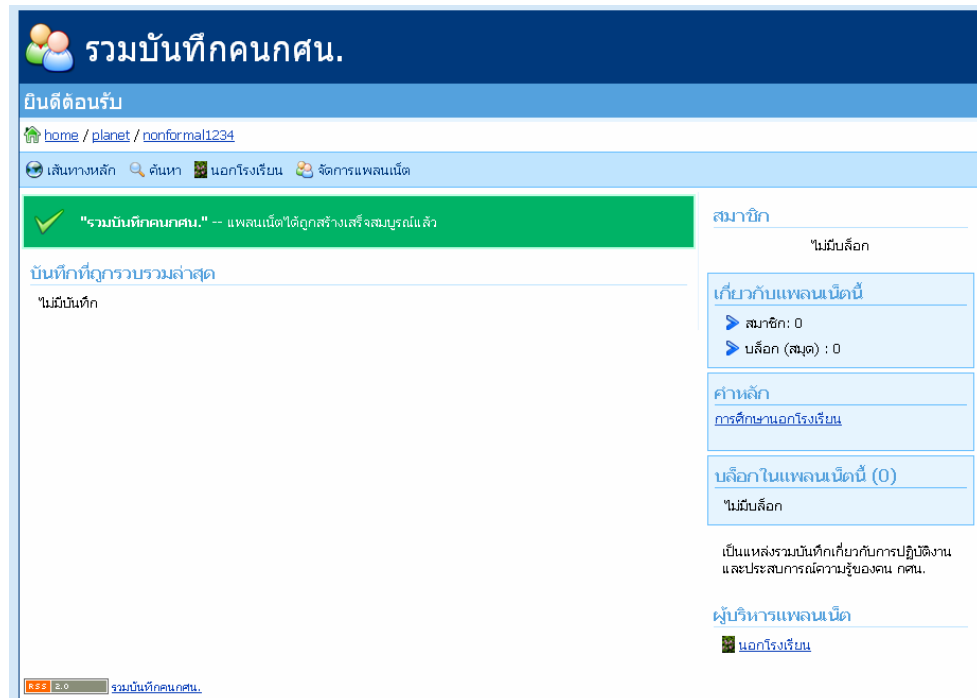 รวมบันทึกคนกศน.
ยินดีต้อนรับ
home / planet / nonformal1234
เส้นทางหลัก ค้นหา นอกโรงเรียน จัดการแพลนเน็ต
"รวมบันทึกคนกศน." -- แพลนเน็ตได้ถูกสร้างเสร็จสมบูรณ์แล้ว
บันทึกที่ถูกรวบรวมล่าสุด
ไม่มีบันทึก
สมาชิก
ไม่มีบล็อก
เกี่ยวกับแพลนเน็ตนี้
สมาชิก: 0
บล็อก (สมุด) : 0
คำหลัก
การศึกษานอกโรงเรียน
บล็อกในแพลนเน็ตนี้ (0)
ไม่มีบล็อก
เป็นแหล่งรวมบันทึกเกี่ยวกับการปฏิบัติงาน
และประสบการณ์ความรู้ของคน กศน.
ผู้บริหารแพลนเน็ต
นอกโรงเรียน
RSS 2.0 รวมบันทึกคนกศน.